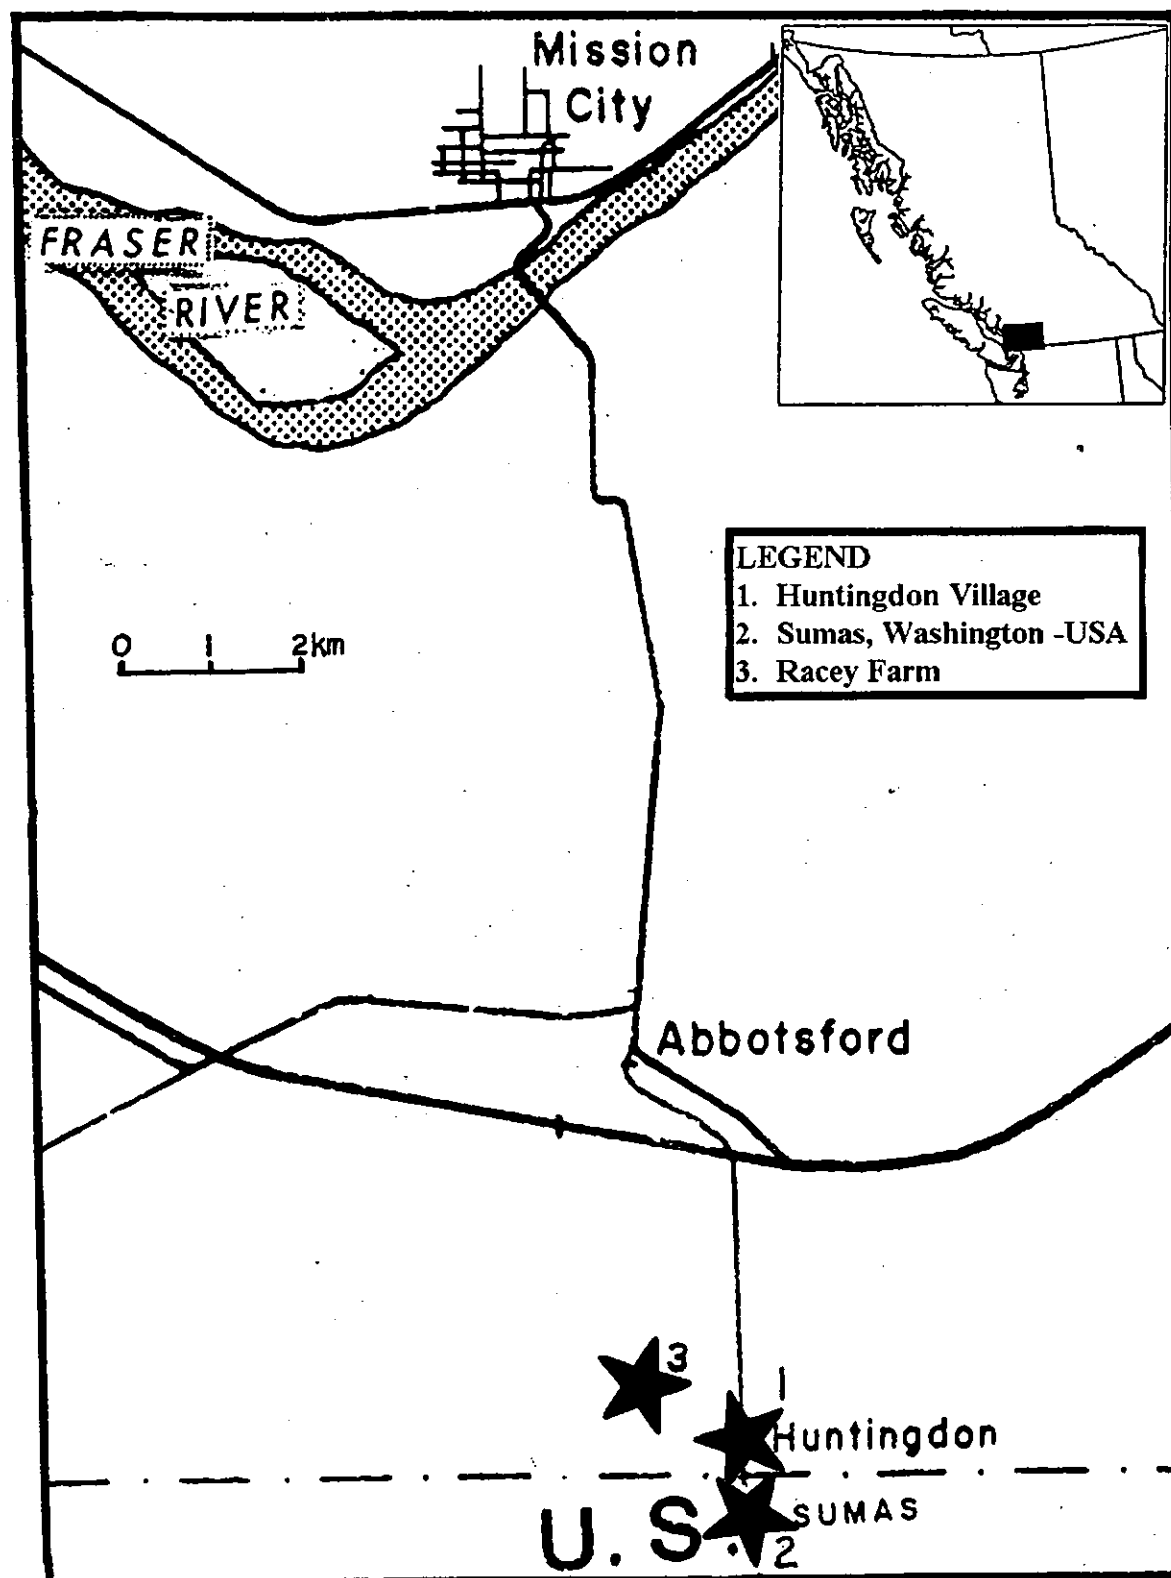 Mission
City
FRASER
RIVER
LEGEND
1. Huntingdon Village
2. Sumas, Washington -USA
3. Racey Farm
0 1 2km
Abbotsford
3
1
Huntingdon
U.S.
SUMAS
2